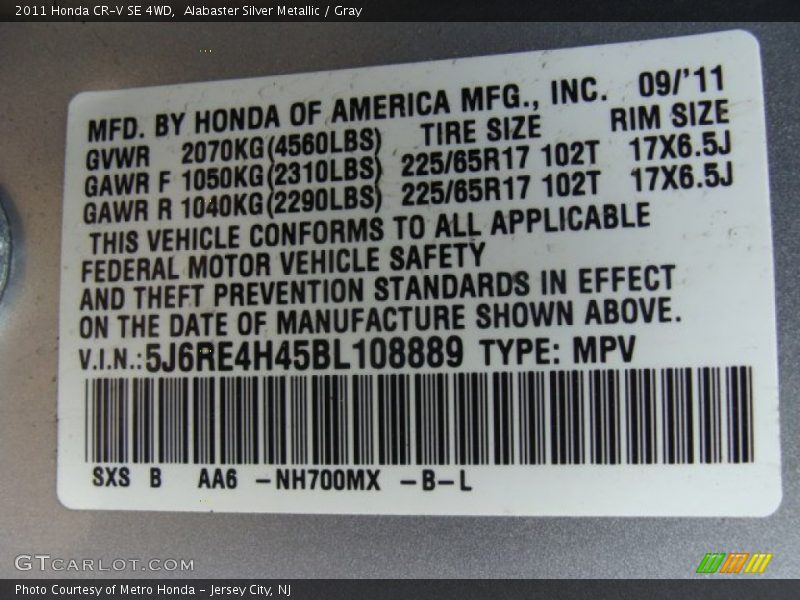 2011 Honda CR-V SE 4WD,  Alabaster Silver Metallic / Gray
MFD. BY HONDA OF AMERICA MFG., INC. 09/'11
GVWR 2070KG(4560LBS) TIRE SIZE RIM SIZE
GAWR F 1050KG(2310LBS) 225/65R17 102T 17X6.5J
GAWR R 1040KG(2290LBS) 225/65R17 102T 17X6.5J
THIS VEHICLE CONFORMS TO ALL APPLICABLE
FEDERAL MOTOR VEHICLE SAFETY
AND THEFT PREVENTION STANDARDS IN EFFECT
ON THE DATE OF MANUFACTURE SHOWN ABOVE.
V.I.N.:5J6RE4H45BL108889 TYPE: MPV
SXS B AA6 -NH700MX -B-L
GTCARLOT.COM
Photo Courtesy of Metro Honda - Jersey City, NJ